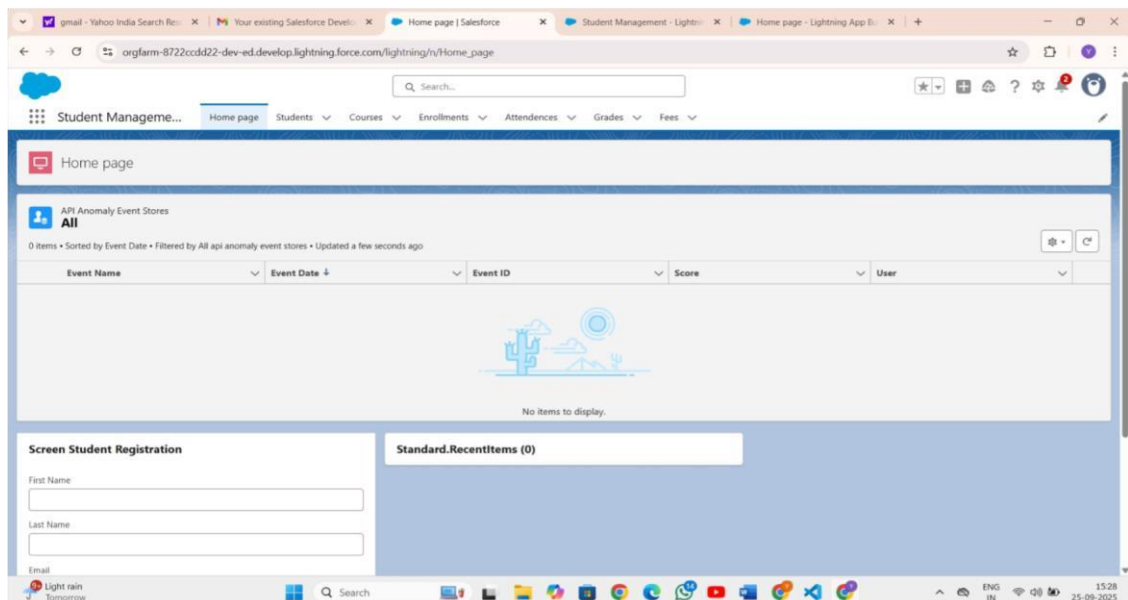 gmail - Yahoo India Search Res
Your existing Salesforce Develo
Home page | Salesforce
Student Management - Lightni
Home page - Lightning App Bu
orgfarm-8722ccdd22-dev-ed.develop.lightning.force.com/lightning/n/Home_page
Search...
2
Student Manageme...
Home page
Students
Courses
Enrollments
Attendences
Grades
Fees
Home page
API Anomaly Event Stores
All
0 items • Sorted by Event Date • Filtered by All api anomaly event stores • Updated a few seconds ago
Event Name
Event Date
Event ID
Score
User
No items to display.
Screen Student Registration
Standard.RecentItems (0)
First Name
Last Name
Email
Light rain
Tomorrow
Search
ENG
IN
15:28
25-09-2025